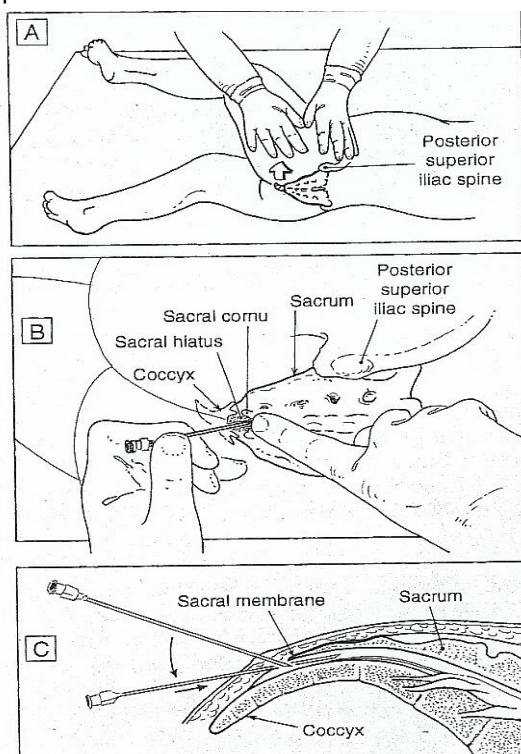 A
Posterior
superior
iliac spine
B
Posterior
superior
iliac spine
Sacral cornu
Sacrum
Sacral hiatus
Coccyx
C
Sacral membrane
Sacrum
Coccyx